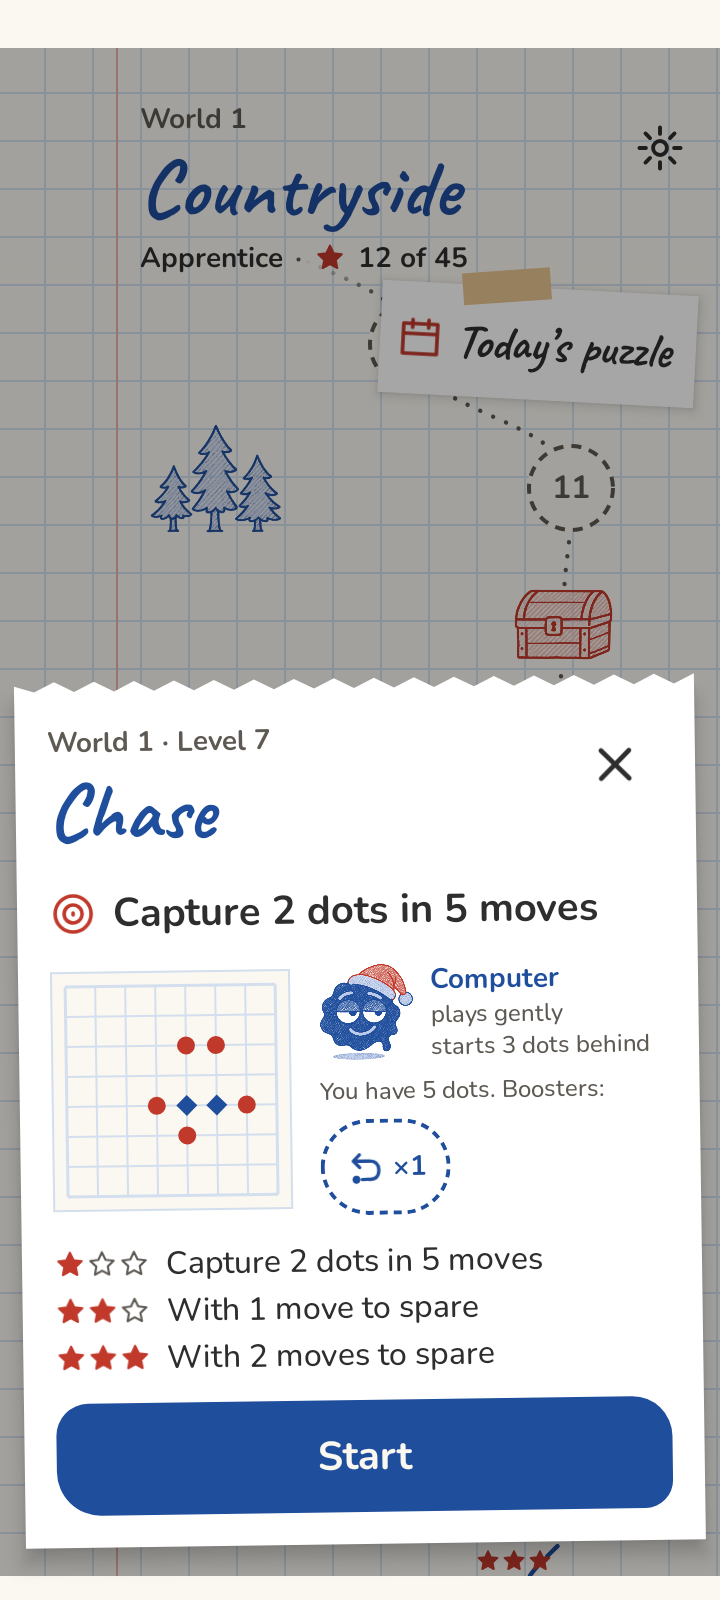 World 1
Countryside
Apprentice · 12 of 45
Today's puzzle
11
World 1 · Level 7
Chase
Capture 2 dots in 5 moves
Computer
plays gently
starts 3 dots behind
You have 5 dots. Boosters:
×1
Capture 2 dots in 5 moves
With 1 move to spare
With 2 moves to spare
Start